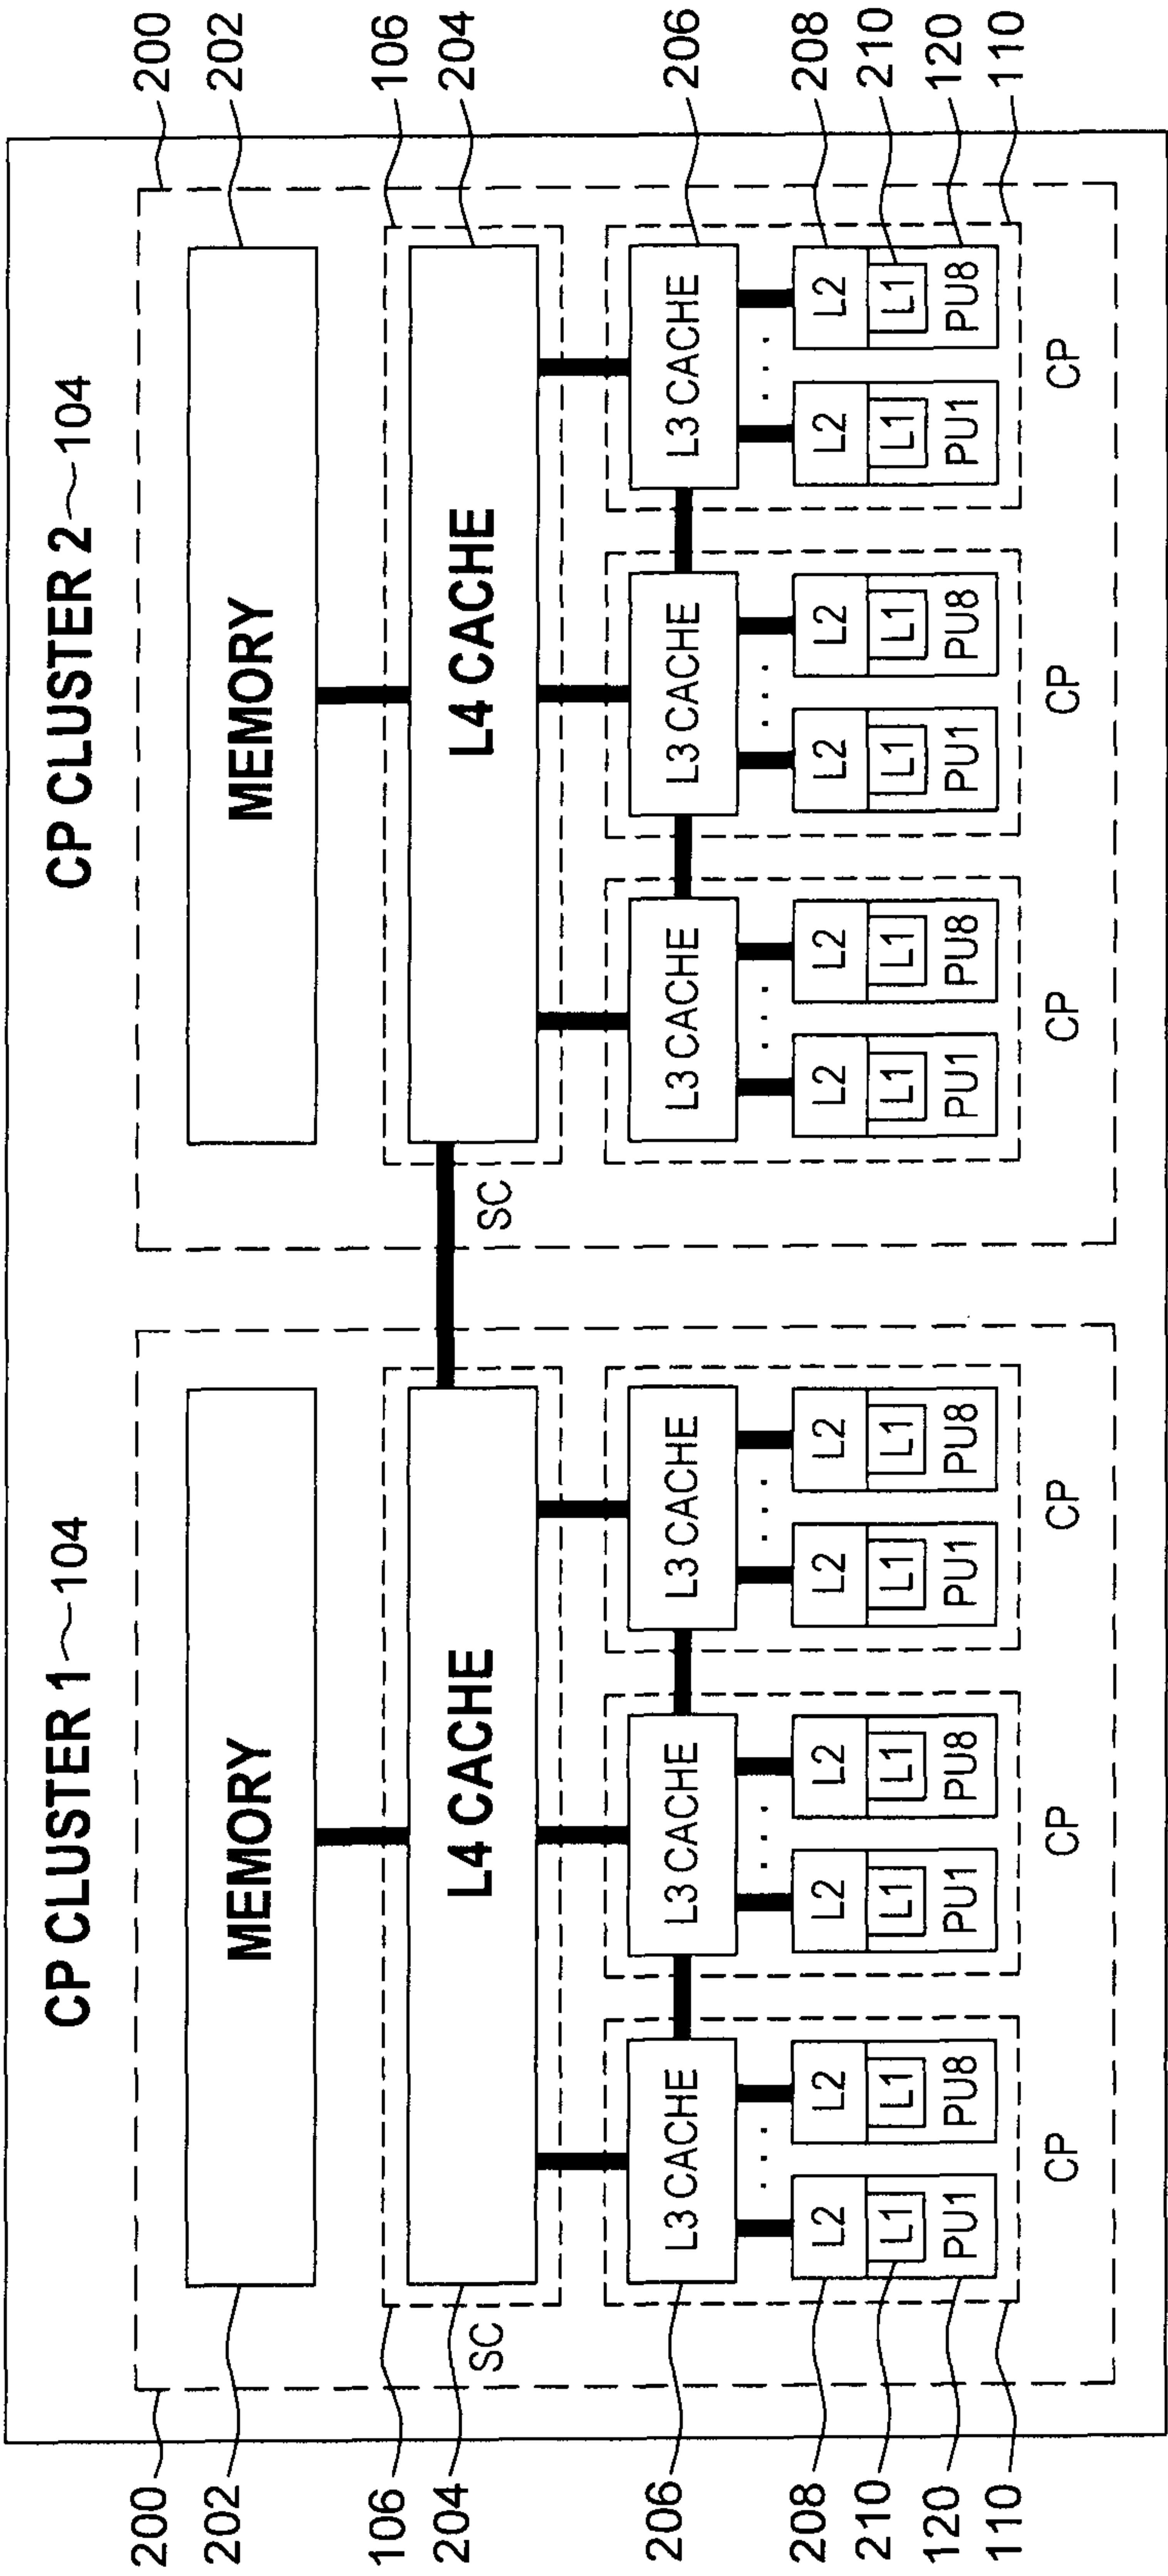 CP CLUSTER 1~104 CP CLUSTER 2~104
200 200
202 MEMORY MEMORY 202
106 106
204 L4 CACHE L4 CACHE 204
SC SC
206 L3 CACHE L3 CACHE L3 CACHE L3 CACHE L3 CACHE L3 CACHE 206
208 L2 . . . L2 L2 . . . L2 L2 . . . L2 L2 . . . L2 L2 . . . L2 L2 . . . L2 208
210 L1 L1 L1 L1 L1 L1 L1 L1 L1 L1 L1 L1 210
120 PU1 PU8 PU1 PU8 PU1 PU8 PU1 PU8 PU1 PU8 PU1 PU8 120
110 110
CP CP CP CP CP CP